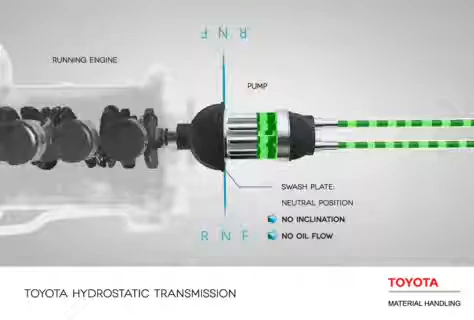 R N F
RUNNING ENGINE
PUMP
SWASH PLATE:
NEUTRAL POSITION
NO INCLINATION
R N F
NO OIL FLOW
TOYOTA
TOYOTA HYDROSTATIC TRANSMISSION
MATERIAL HANDLING